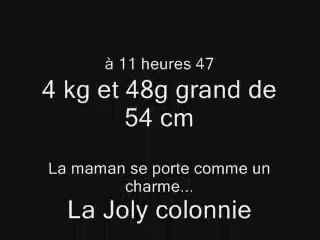 à 11 heures 47
4 kg et 48g grand de
54 cm
La maman se porte comme un
charme...
La Joly colonnie